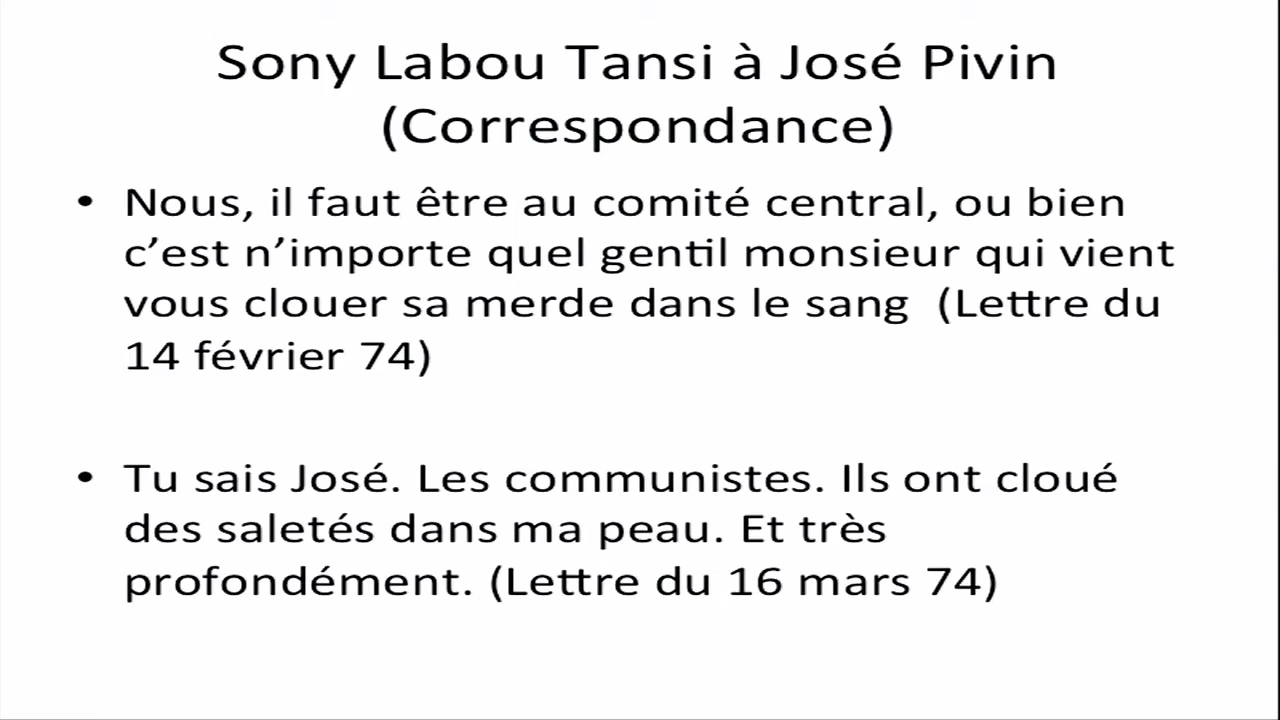 Sony Labou Tansi à José Pivin
(Correspondance)
• Nous, il faut être au comité central, ou bien
c’est n’importe quel gentil monsieur qui vient
vous clouer sa merde dans le sang (Lettre du
14 février 74)
• Tu sais José. Les communistes. Ils ont cloué
des saletés dans ma peau. Et très
profondément. (Lettre du 16 mars 74)